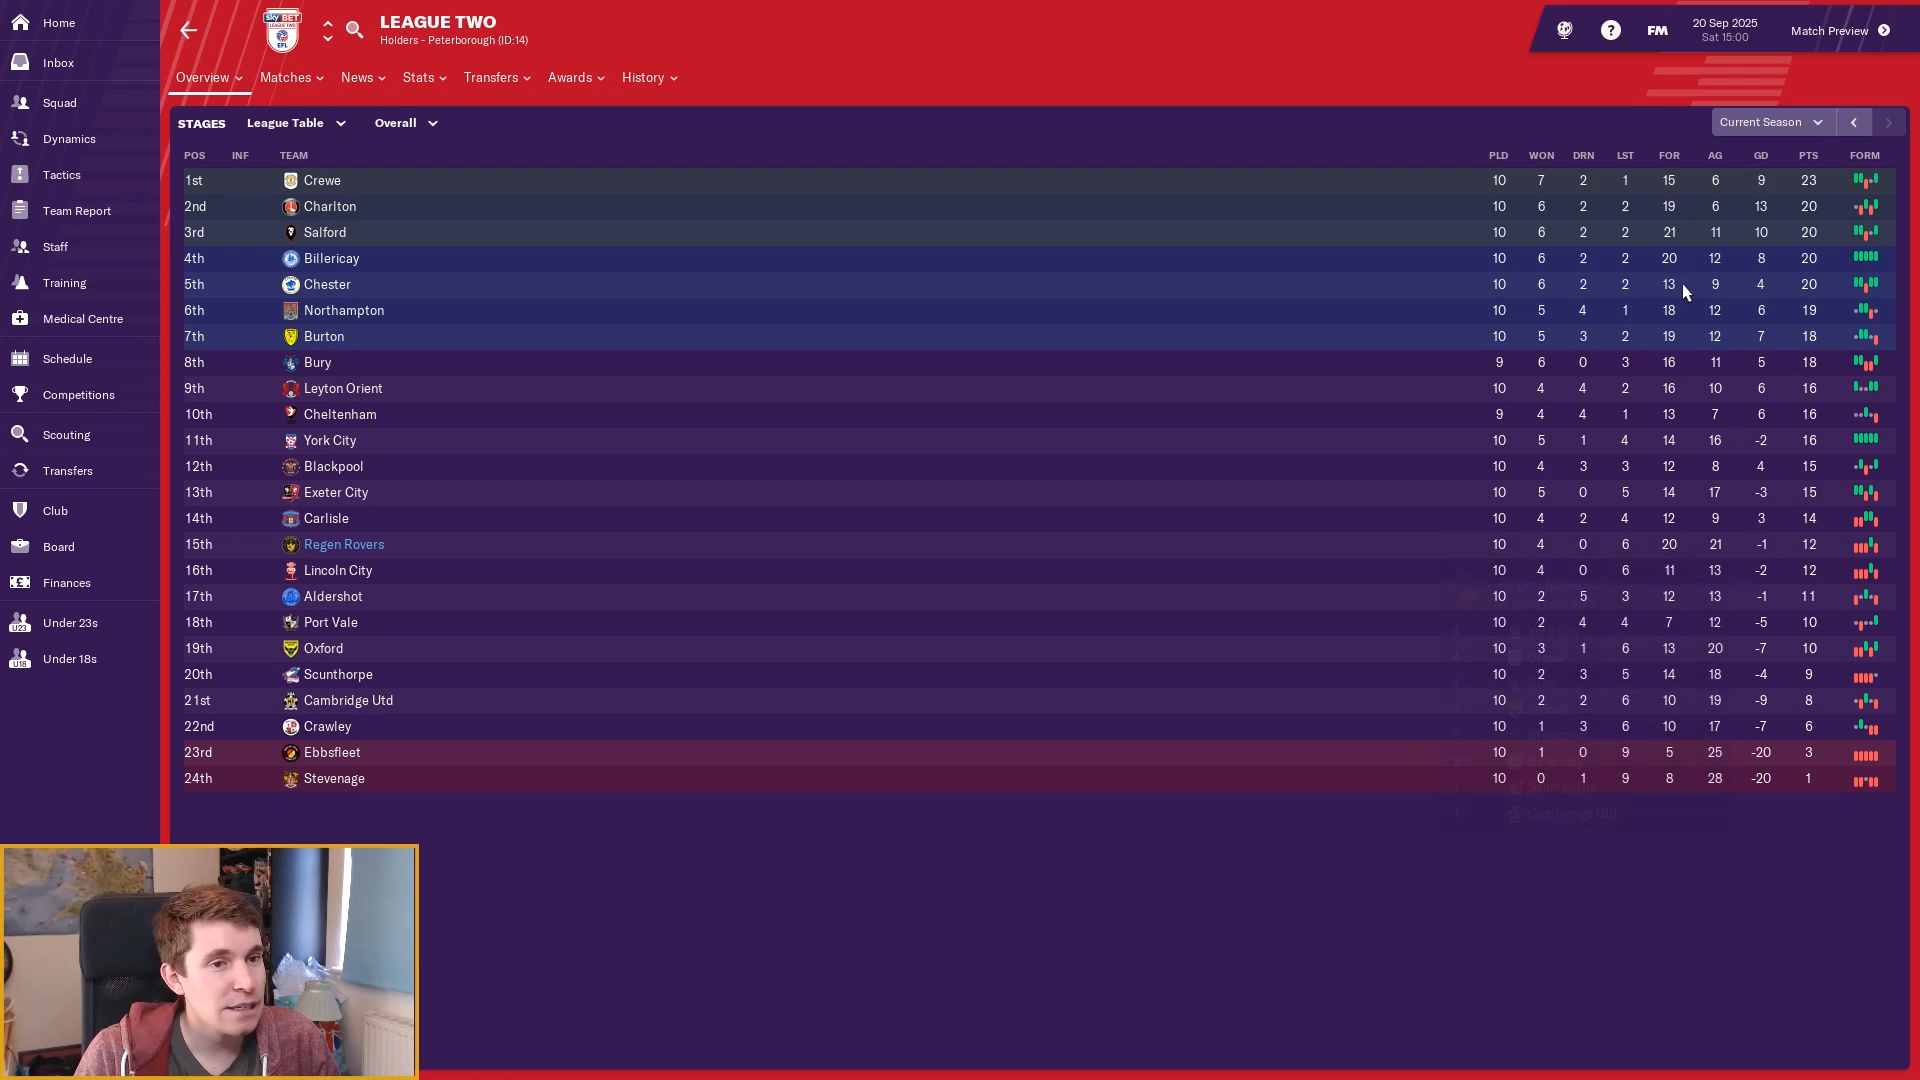 Home
Inbox
Squad
Dynamics
Tactics
Team Report
Staff
Training
Medical Centre
Schedule
Competitions
Scouting
Transfers
Club
Board
Finances
U23 Under 23s
U18 Under 18s
sky BET
EFL
LEAGUE TWO
Holders - Peterborough (ID:14)
? FM 20 Sep 2025
Sat 15:00
Match Preview
Overview Matches News Stats Transfers Awards History
STAGES League Table Overall Current Season
POS INF TEAM PLD WON DRN LST FOR AG GD PTS FORM
1st Crewe 10 7 2 1 15 6 9 23
2nd Charlton 10 6 2 2 19 6 13 20
3rd Salford 10 6 2 2 21 11 10 20
4th Billericay 10 6 2 2 20 12 8 20
5th Chester 10 6 2 2 13 9 4 20
6th Northampton 10 5 4 1 18 12 6 19
7th Burton 10 5 3 2 19 12 7 18
8th Bury 9 6 0 3 16 11 5 18
9th Leyton Orient 10 4 4 2 16 10 6 16
10th Cheltenham 9 4 4 1 13 7 6 16
11th York City 10 5 1 4 14 16 -2 16
12th Blackpool 10 4 3 3 12 8 4 15
13th Exeter City 10 5 0 5 14 17 -3 15
14th Carlisle 10 4 2 4 12 9 3 14
15th Regen Rovers 10 4 0 6 20 21 -1 12
16th Lincoln City 10 4 0 6 11 13 -2 12
17th Aldershot 10 2 5 3 12 13 -1 11
18th Port Vale 10 2 4 4 7 12 -5 10
19th Oxford 10 3 1 6 13 20 -7 10
20th Scunthorpe 10 2 3 5 14 18 -4 9
21st Cambridge Utd 10 2 2 6 10 19 -9 8
22nd Crawley 10 1 3 6 10 17 -7 6
23rd Ebbsfleet 10 1 0 9 5 25 -20 3
24th Stevenage 10 0 1 9 8 28 -20 1
Cambridge Utd